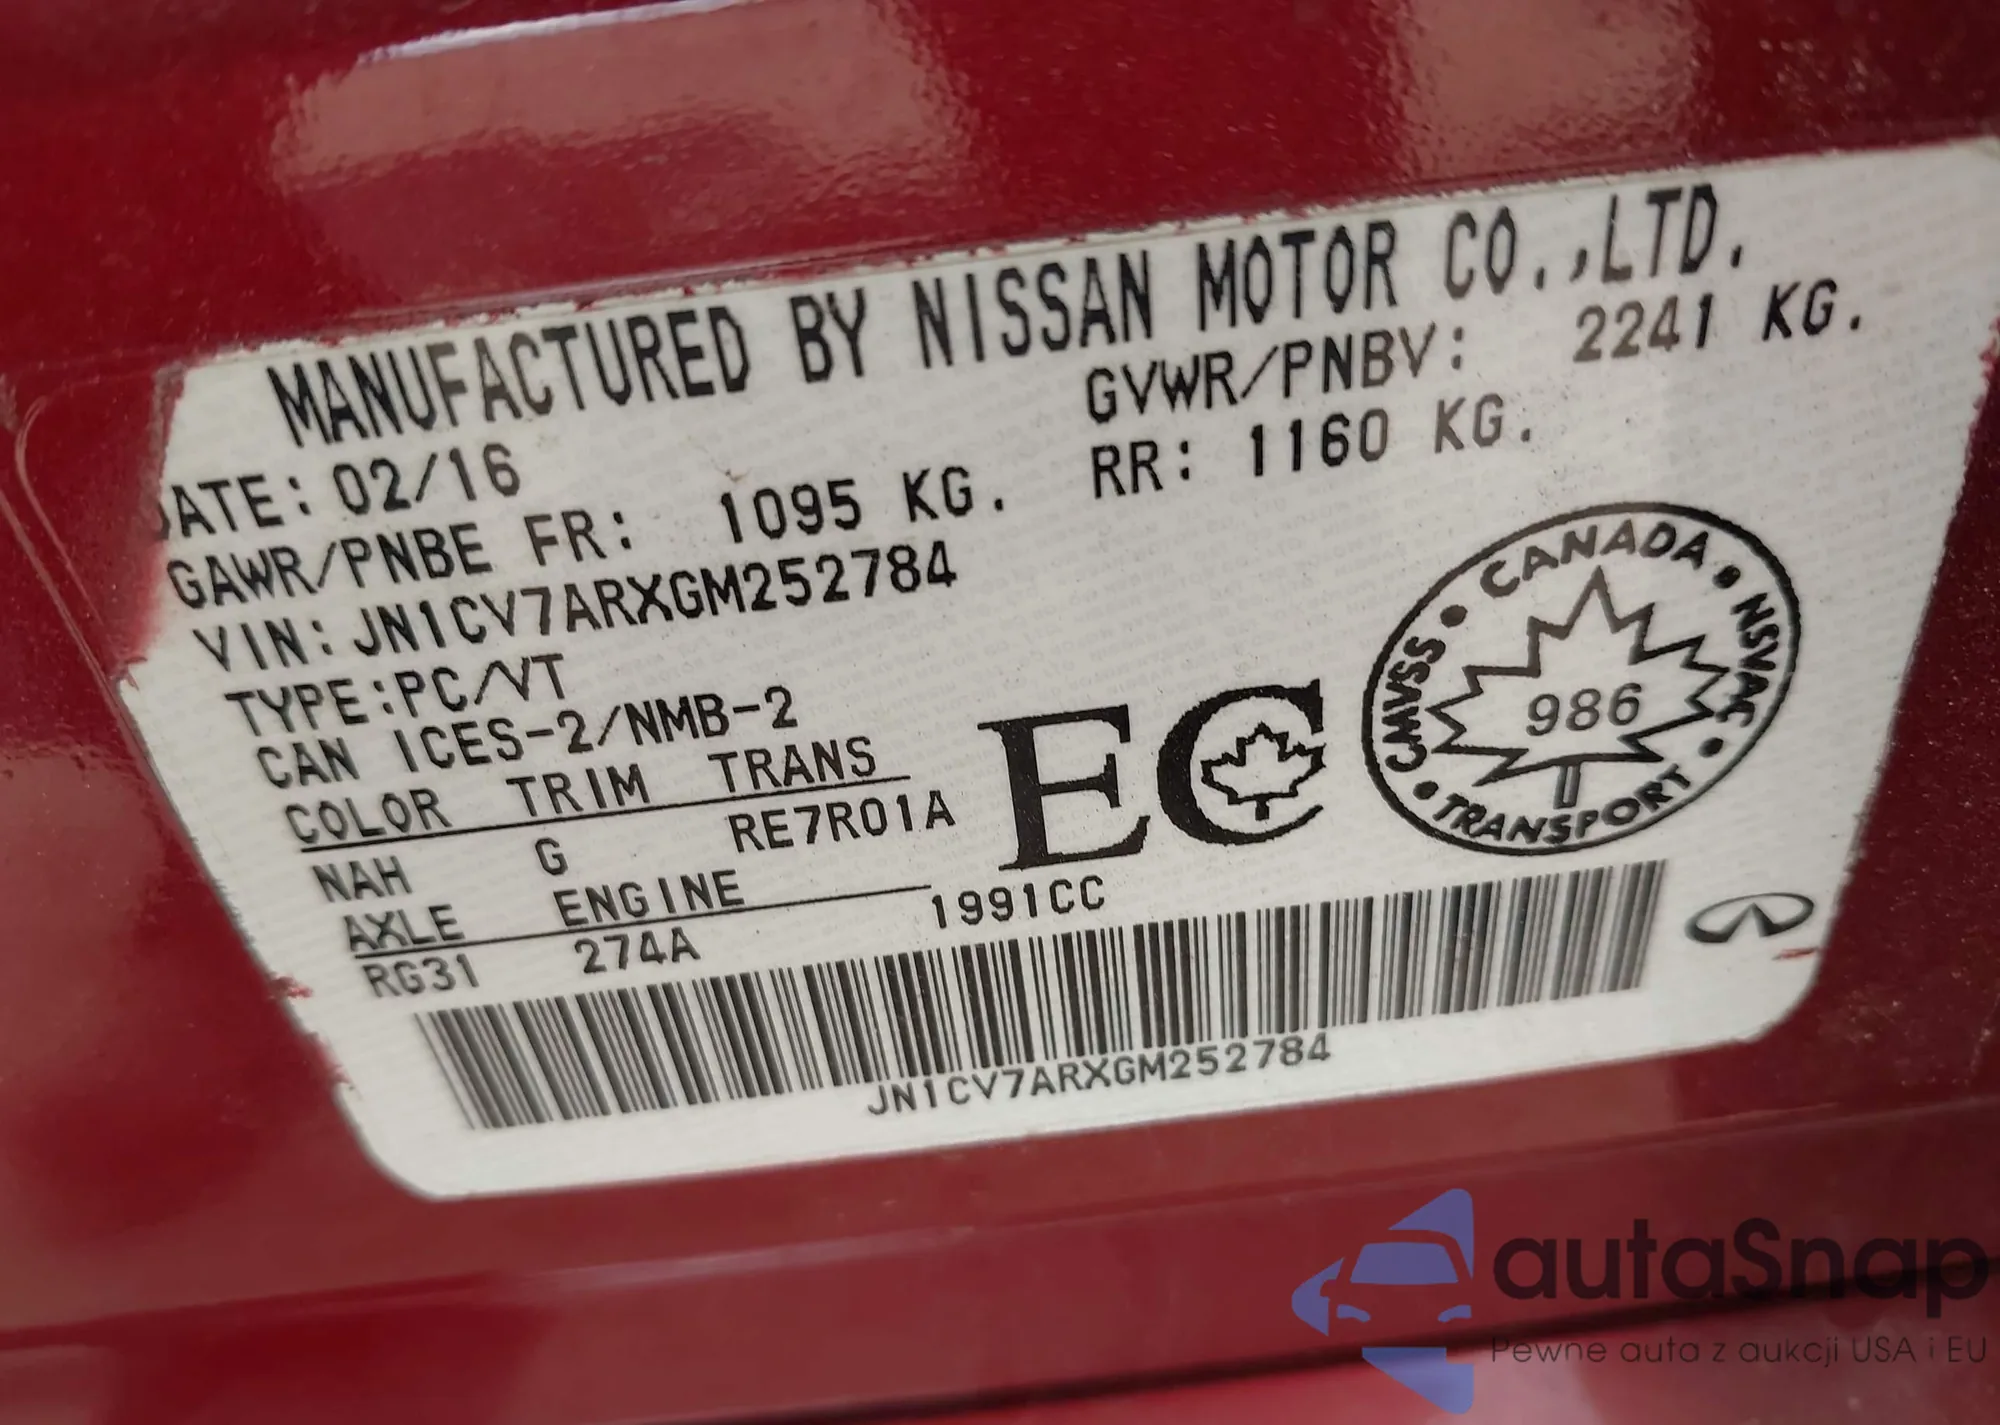 MANUFACTURED BY NISSAN MOTOR CO.,LTD.
DATE: 02/16 GVWR/PNBV: 2241 KG.
GAWR/PNBE FR: 1095 KG. RR: 1160 KG.
VIN: JN1CV7ARXGM252784
TYPE:PC/VT
CAN ICES-2/NMB-2
COLOR TRIM TRANS
NAH G RE7R01A
AXLE ENGINE
RG31 274A 1991CC
EC
CMVSS • CANADA • NSVAC • TRANSPORT •
986
JN1CV7ARXGM252784
autaSnap
Pewne auta z aukcji USA i EU